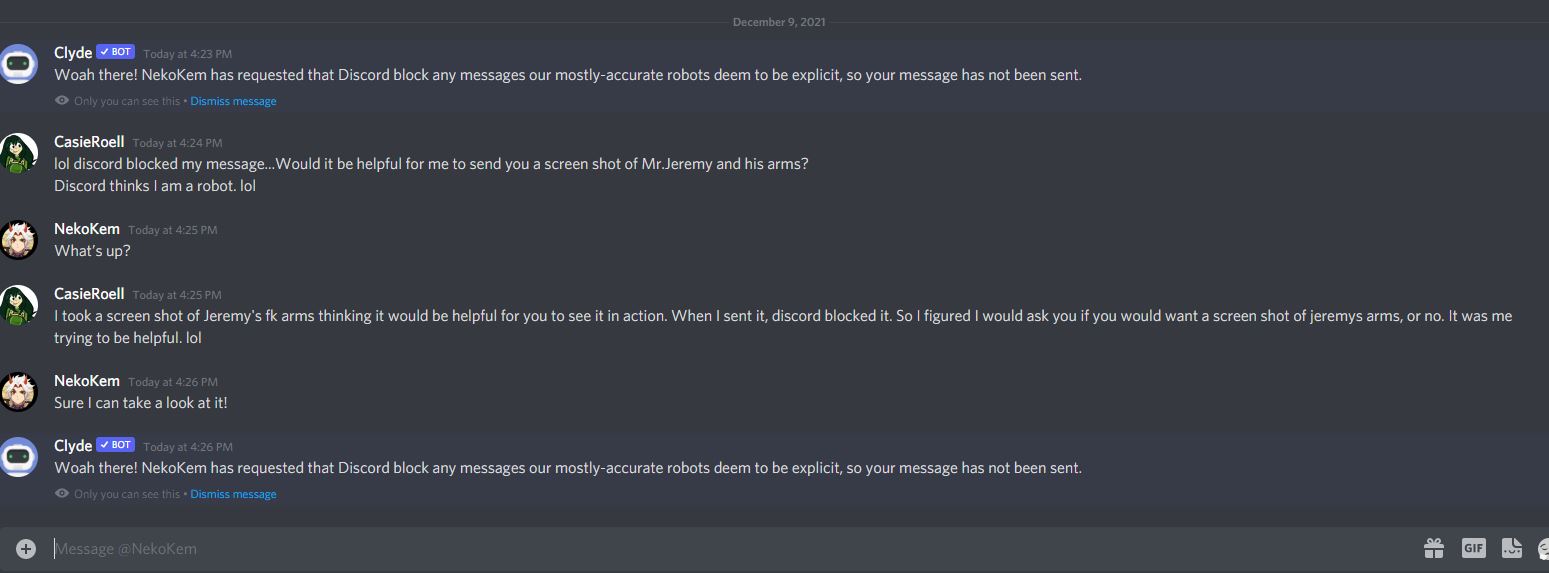 December 9, 2021
Clyde ✓ BOT Today at 4:23 PM
Woah there! NekoKem has requested that Discord block any messages our mostly-accurate robots deem to be explicit, so your message has not been sent.
Only you can see this • Dismiss message
CasieRoell Today at 4:24 PM
lol discord blocked my message...Would it be helpful for me to send you a screen shot of Mr.Jeremy and his arms?
Discord thinks I am a robot. lol
NekoKem Today at 4:25 PM
What's up?
CasieRoell Today at 4:25 PM
I took a screen shot of Jeremy's fk arms thinking it would be helpful for you to see it in action. When I sent it, discord blocked it. So I figured I would ask you if you would want a screen shot of jeremys arms, or no. It was me
trying to be helpful. lol
NekoKem Today at 4:26 PM
Sure I can take a look at it!
Clyde ✓ BOT Today at 4:26 PM
Woah there! NekoKem has requested that Discord block any messages our mostly-accurate robots deem to be explicit, so your message has not been sent.
Only you can see this • Dismiss message
Message @NekoKem
GIF